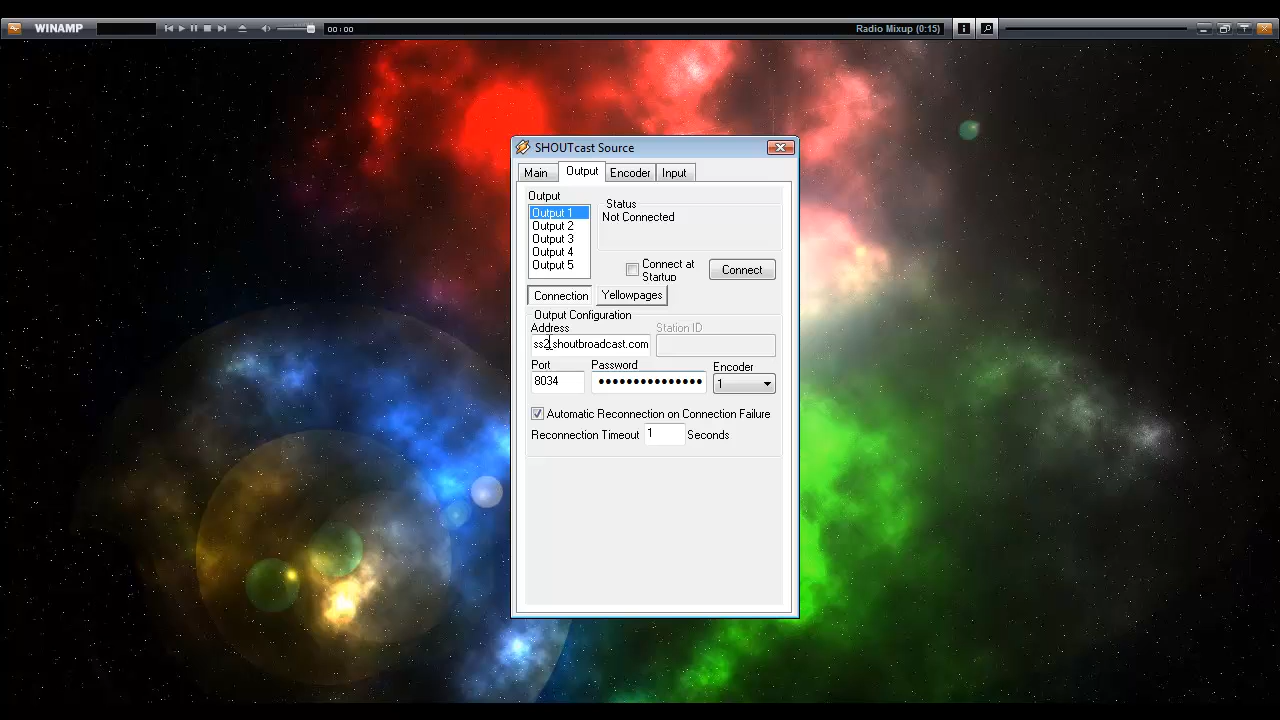 WINAMP
00:00
Radio Mixup (0:15)
SHOUTcast Source
Main Output Encoder Input
Output
Output 1
Output 2
Output 3
Output 4
Output 5
Status
Not Connected
Connect at
Startup
Connect
Connection Yellowpages
Output Configuration
Address Station ID
ss2.shoutbroadcast.com
Port Password Encoder
8034 ●●●●●●●●●●●●●●● 1
Automatic Reconnection on Connection Failure
Reconnection Timeout 1 Seconds